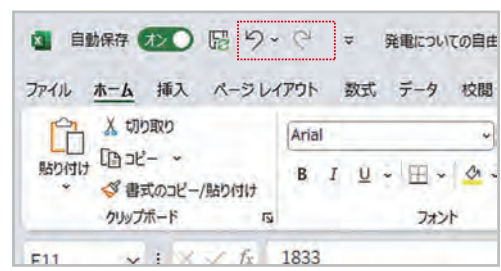 自動保存 オン 発電についての自由
ファイル ホーム 挿入 ページ レイアウト 数式 データ 校閲
貼り付け
切り取り
コピー
書式のコピー/貼り付け
クリップボード
Arial
B I U
フォント
F11 fx 1833